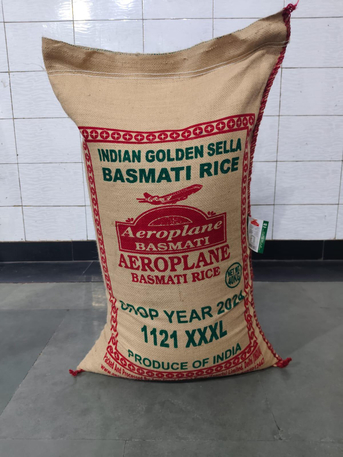 INDIAN GOLDEN SELLA
BASMATI RICE
Aeroplane
BASMATI
AEROPLANE
BASMATI RICE
CROP YEAR 2024
1121 XXXL
PRODUCE OF INDIA